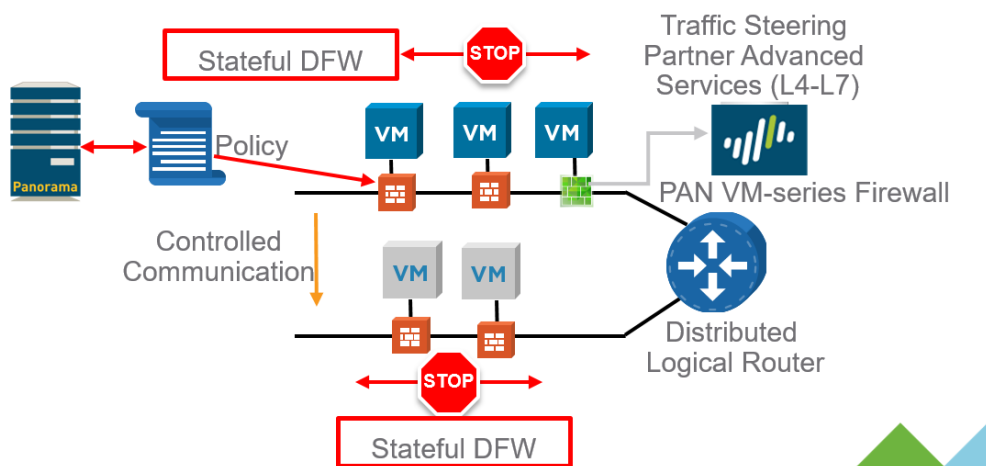 Stateful DFW
STOP
Traffic Steering
Partner Advanced
Services (L4-L7)
VM
VM
VM
Policy
Panorama
PAN VM-series Firewall
Controlled
Communication
VM
VM
Distributed
Logical Router
STOP
Stateful DFW